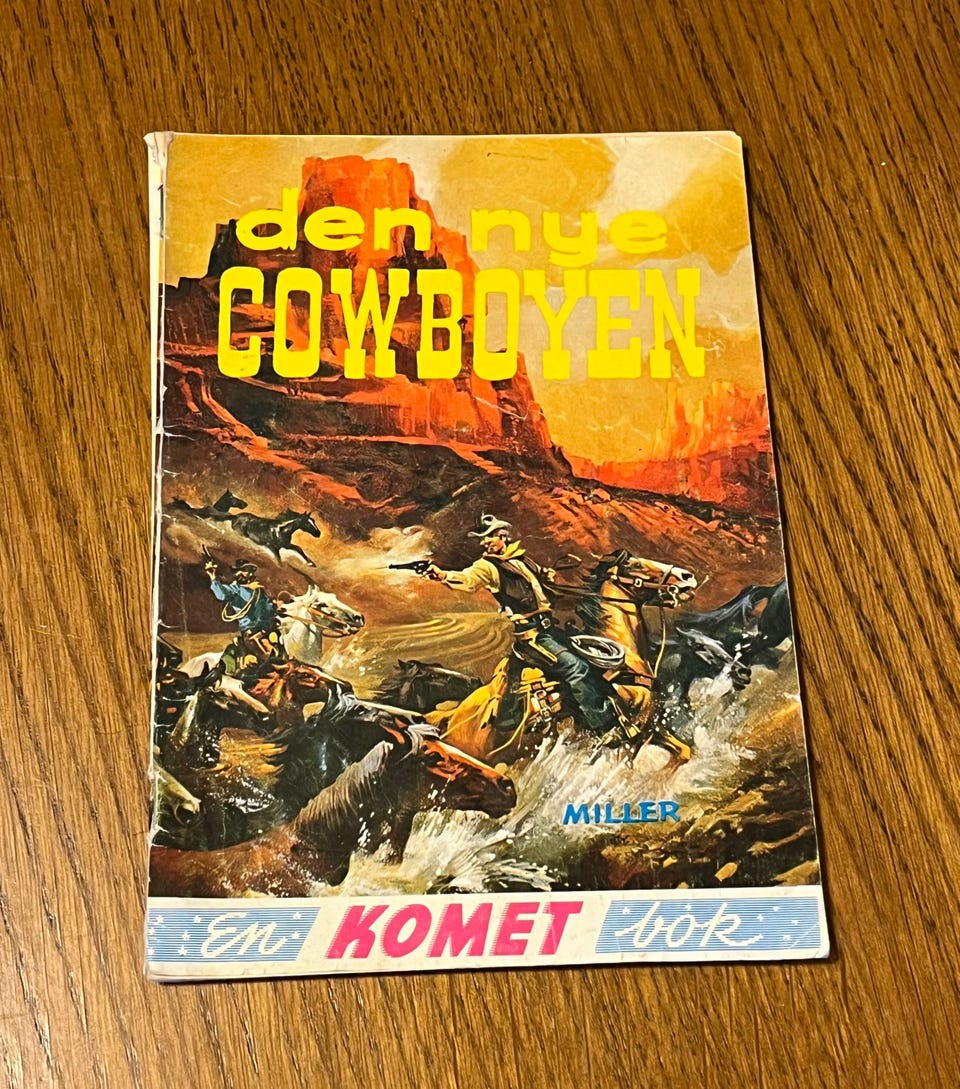 den nye
COWBOYEN
MILLER
En KOMET bok